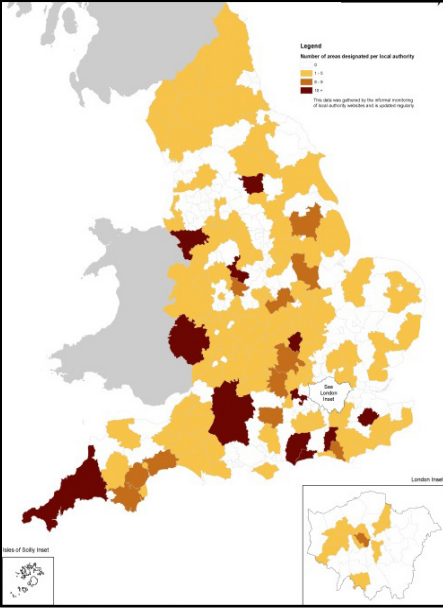 Legend
Number of areas designated per local authority
0
1 - 5
6 - 9
10 +
This data was gathered by the informal monitoring
of local authority websites and is updated regularly
See
London
Inset
London Inset
Isles of Scilly Inset